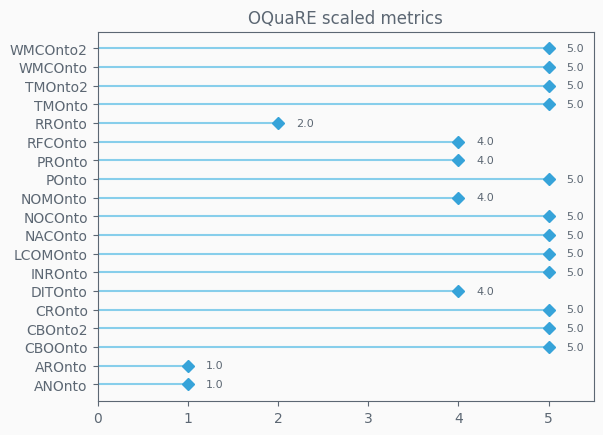 OQuaRE scaled metrics
WMCOnto2 5.0
WMCOnto 5.0
TMOnto2 5.0
TMOnto 5.0
RROnto 2.0
RFCOnto 4.0
PROnto 4.0
POnto 5.0
NOMOnto 4.0
NOCOnto 5.0
NACOnto 5.0
LCOMOnto 5.0
INROnto 5.0
DITOnto 4.0
CROnto 5.0
CBOnto2 5.0
CBOOnto 5.0
AROnto 1.0
ANOnto 1.0
0 1 2 3 4 5